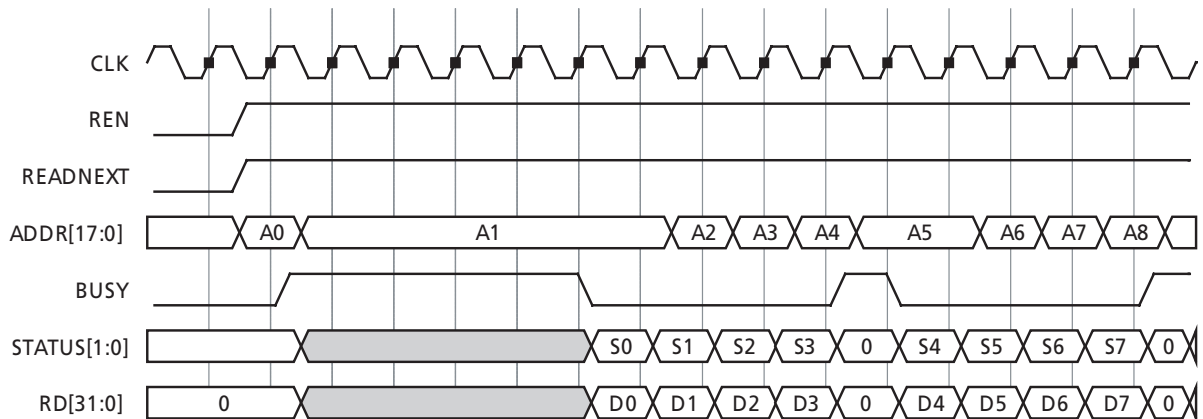 CLK
REN
READNEXT
ADDR[17:0] A0 A1 A2 A3 A4 A5 A6 A7 A8
BUSY
STATUS[1:0] S0 S1 S2 S3 0 S4 S5 S6 S7 0
RD[31:0] 0 D0 D1 D2 D3 0 D4 D5 D6 D7 0